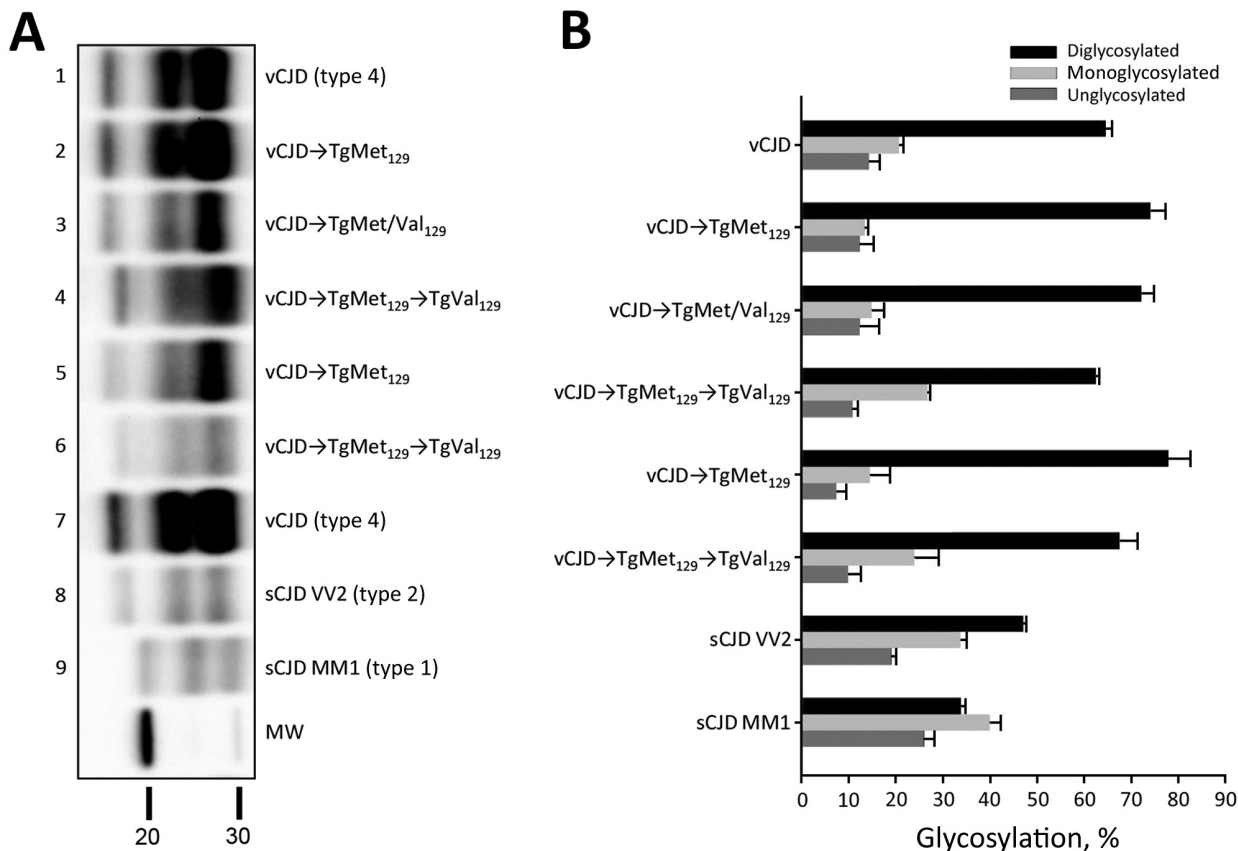 A
1 vCJD (type 4)
2 vCJD→TgMet₁₂₉
3 vCJD→TgMet/Val₁₂₉
4 vCJD→TgMet₁₂₉→TgVal₁₂₉
5 vCJD→TgMet₁₂₉
6 vCJD→TgMet₁₂₉→TgVal₁₂₉
7 vCJD (type 4)
8 sCJD VV2 (type 2)
9 sCJD MM1 (type 1)
MW
20 30
B
Diglycosylated
Monoglycosylated
Unglycosylated
vCJD
vCJD→TgMet₁₂₉
vCJD→TgMet/Val₁₂₉
vCJD→TgMet₁₂₉→TgVal₁₂₉
vCJD→TgMet₁₂₉
vCJD→TgMet₁₂₉→TgVal₁₂₉
sCJD VV2
sCJD MM1
0 10 20 30 40 50 60 70 80 90
Glycosylation, %